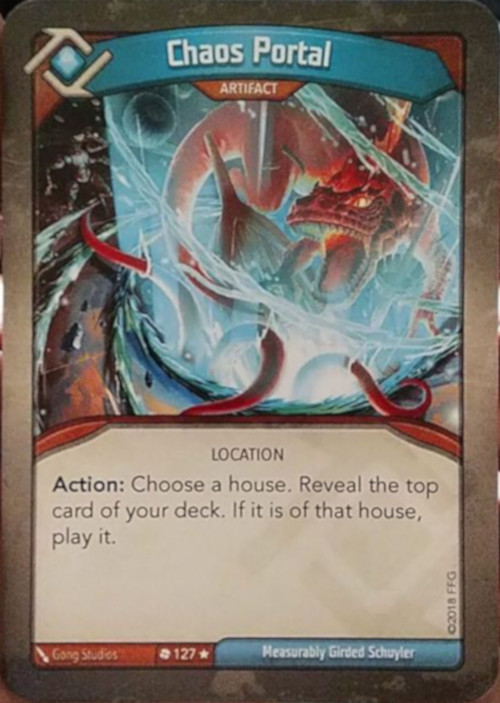 Chaos Portal
ARTIFACT
LOCATION
Action: Choose a house. Reveal the top
card of your deck. If it is of that house,
play it.
©2018 FFG
Gong Studios
127
Measurably Girded Schuyler